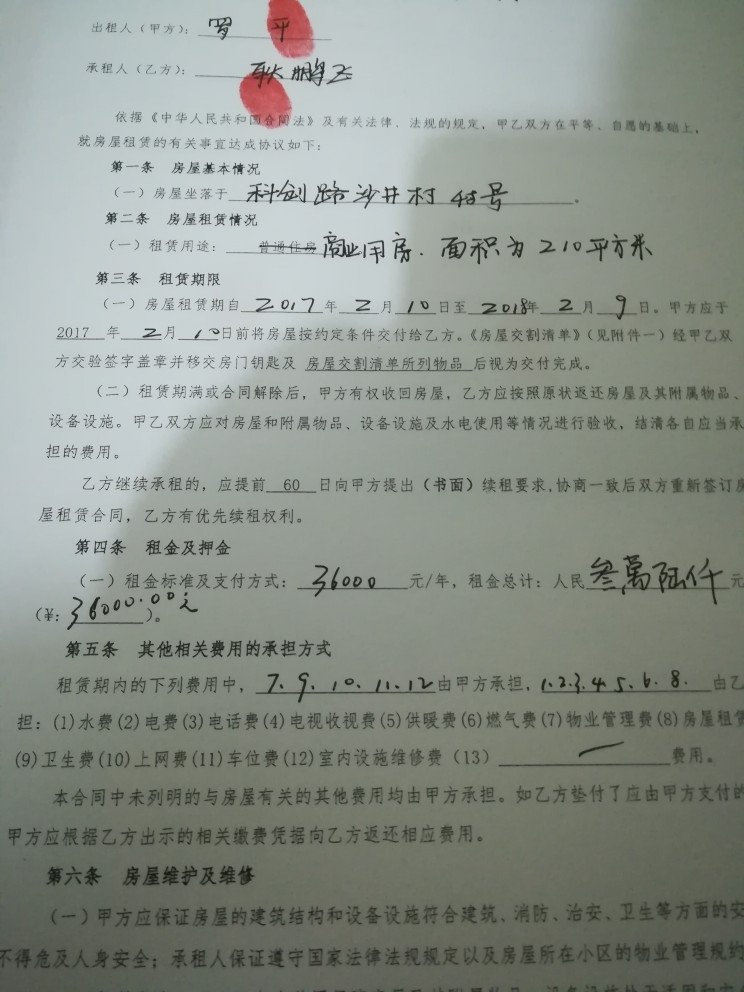 出租人（甲方）：罗平
承租人（乙方）：耿鹏飞
依据《中华人民共和国合同法》及有关法律、法规的规定，甲乙双方在平等、自愿的基础上，
就房屋租赁的有关事宜达成协议如下：
第一条 房屋基本情况
（一）房屋坐落于科创路沙井村 号。
第二条 房屋租赁情况
（一）租赁用途：普通住房 商业用房．面积为210平方米
第三条 租赁期限
（一）房屋租赁期自2017年2月10日至2018年2月9日。甲方应于
2017年2月10日前将房屋按约定条件交付给乙方。《房屋交割清单》（见附件一）经甲乙双
方交验签字盖章并移交房门钥匙及 房屋交割清单所列物品 后视为交付完成。
（二）租赁期满或合同解除后，甲方有权收回房屋，乙方应按照原状返还房屋及其附属物品、
设备设施。甲乙双方应对房屋和附属物品、设备设施及水电使用等情况进行验收，结清各自应当承
担的费用。
乙方继续承租的，应提前 60 日向甲方提出（书面）续租要求，协商一致后双方重新签订房
屋租赁合同，乙方有优先续租权利。
第四条 租金及押金
（一）租金标准及支付方式：36000元/年，租金总计：人民叁萬陆仟元
(¥:36000.00元)。
第五条 其他相关费用的承担方式
租赁期内的下列费用中，7.9.10.11.12由甲方承担，1.2.3.4.5.6.8.由乙
担：(1)水费(2)电费(3)电话费(4)电视收视费(5)供暖费(6)燃气费(7)物业管理费(8)房屋租赁
(9)卫生费(10)上网费(11)车位费(12)室内设施维修费（13）费用。
本合同中未列明的与房屋有关的其他费用均由甲方承担。如乙方垫付了应由甲方支付的
甲方应根据乙方出示的相关缴费凭据向乙方返还相应费用。
第六条 房屋维护及维修
（一）甲方应保证房屋的建筑结构和设备设施符合建筑、消防、治安、卫生等方面的安
不得危及人身安全；承租人保证遵守国家法律法规规定以及房屋所在小区的物业管理规约